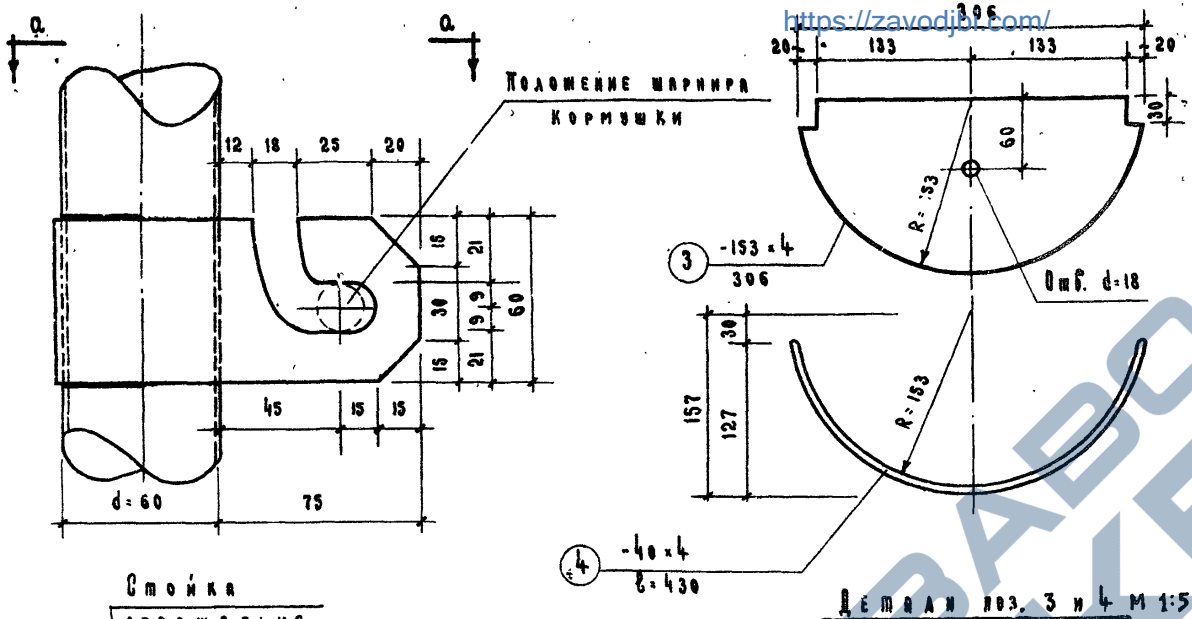 https://zavodjbi.com/
306
а а
20 133 133 20
Положение шарнира
кормушки
12 18 25 20
30
60
R=153
15 21
30 9 60
9
15 21
3 -153×4
306
Отв. d=18
45 15 15
30
157 127
R=153
d=60 75
4 -40×4
ℓ=430
Стойка
Детали поз. 3 и 4 М 1:5
ЗАВО